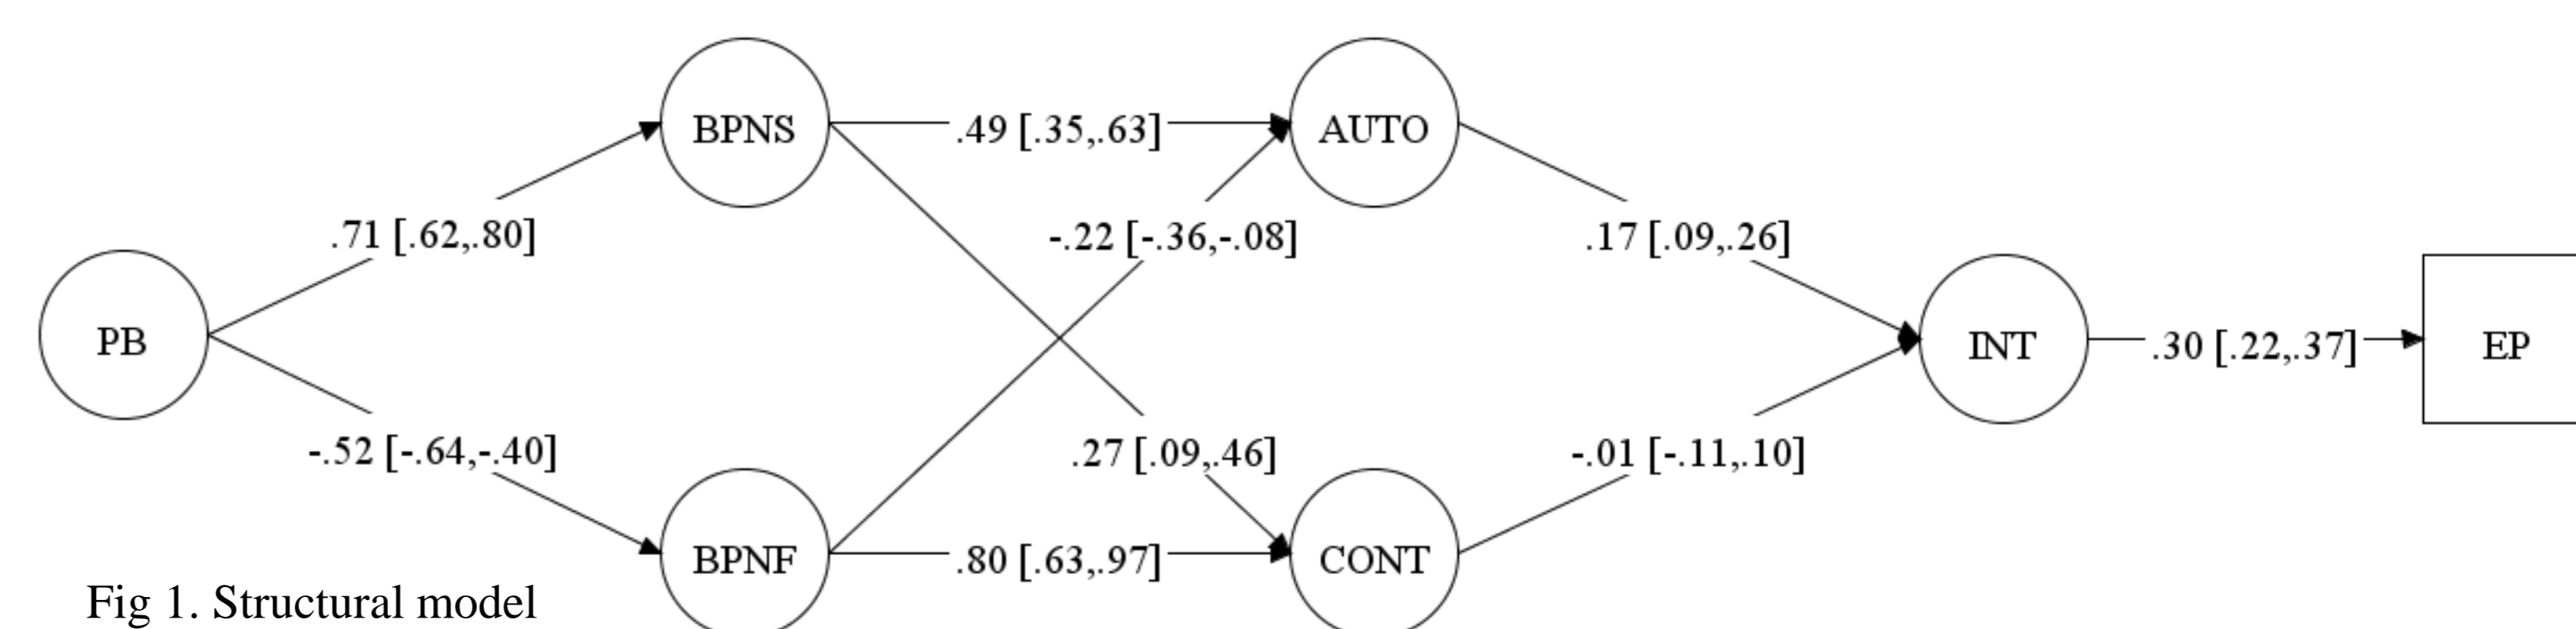 BPNS
.49 [.35,.63]
AUTO
.71 [.62,.80]
-.22 [-.36,-.08]
.17 [.09,.26]
PB
INT
.30 [.22,.37]
EP
-.52 [-.64,-.40]
.27 [.09,.46]
-.01 [-.11,.10]
BPNF
.80 [.63,.97]
CONT
Fig 1. Structural model